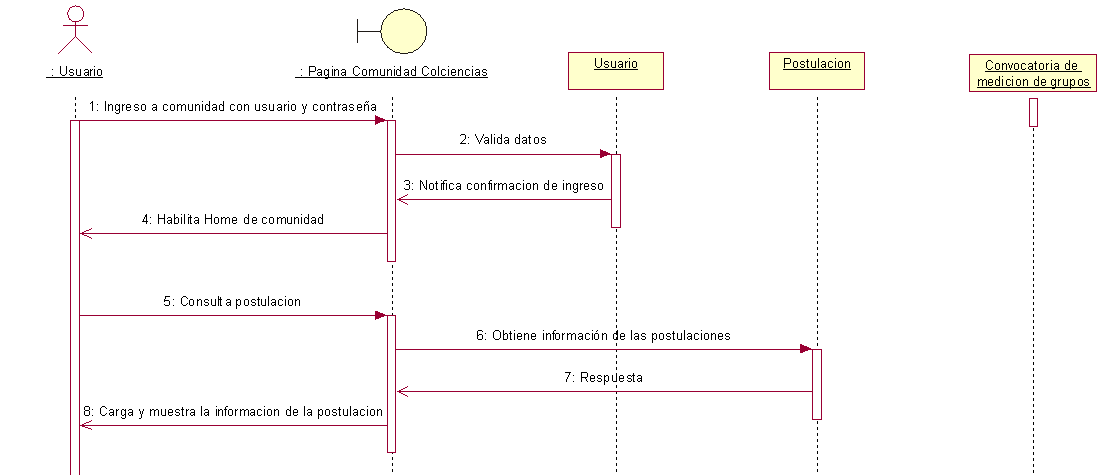 : Usuario
: Pagina Comunidad Colciencias
Usuario
Postulacion
Convocatoria de
medicion de grupos
1: Ingreso a comunidad con usuario y contraseña
2: Valida datos
3: Notifica confirmacion de ingreso
4: Habilita Home de comunidad
5: Consulta postulacion
6: Obtiene información de las postulaciones
7: Respuesta
8: Carga y muestra la informacion de la postulacion